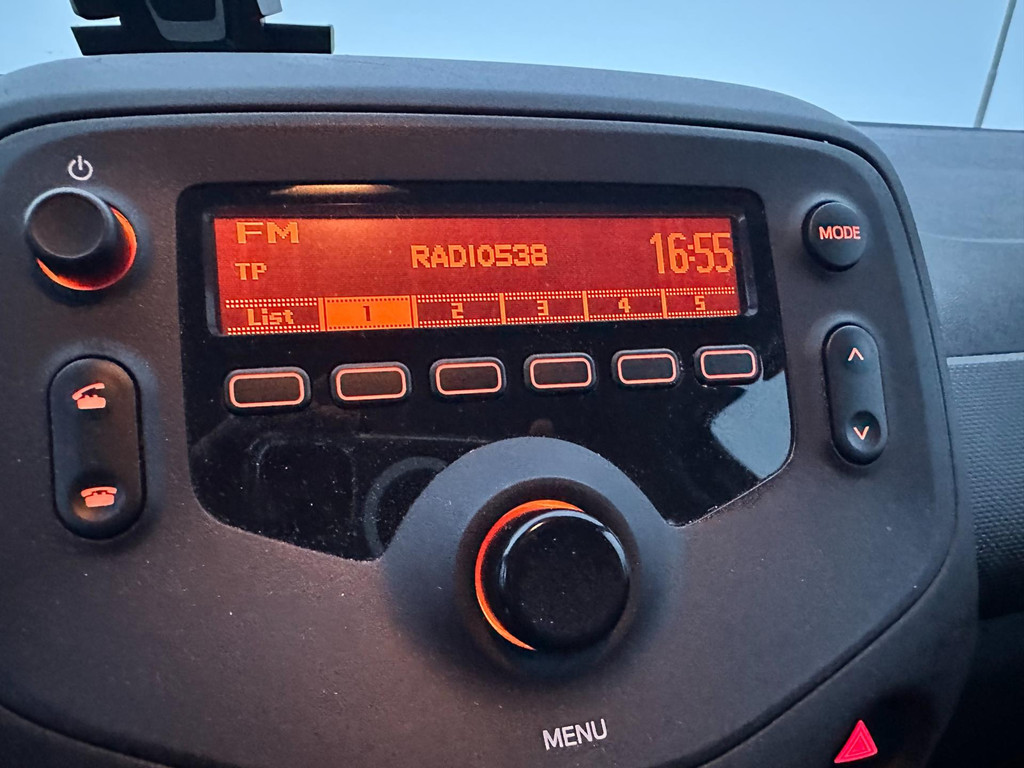 FM
TP RADIO538 16:55
List 1 2 3 4 5
MODE
MENU